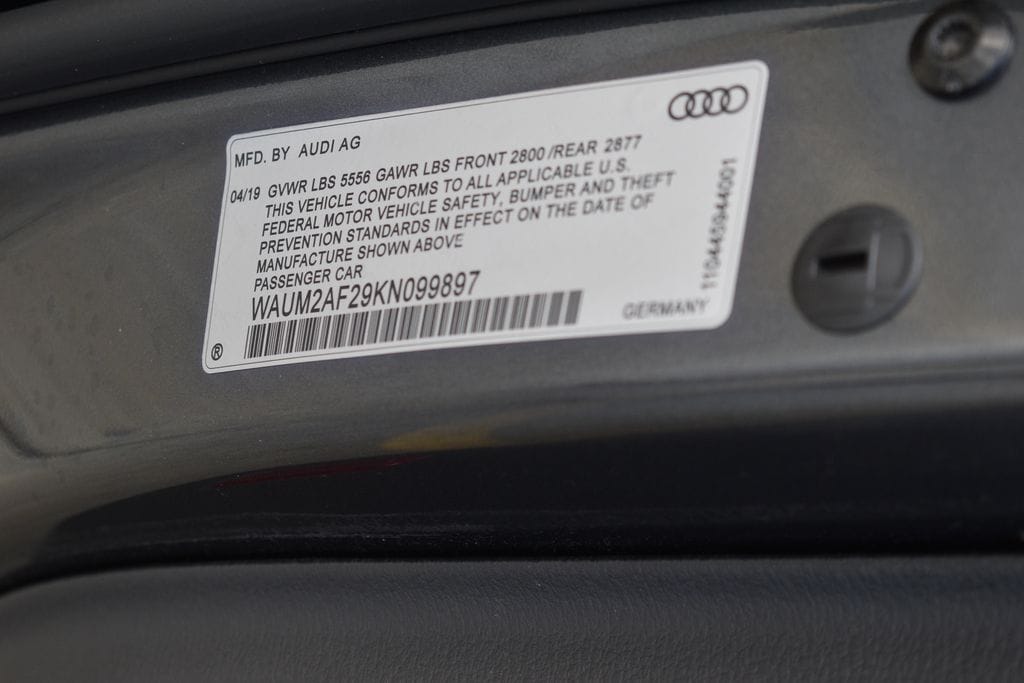 MFD. BY AUDI AG
04/19 GVWR LBS 5556 GAWR LBS FRONT 2800 /REAR 2877
THIS VEHICLE CONFORMS TO ALL APPLICABLE U.S.
FEDERAL MOTOR VEHICLE SAFETY, BUMPER AND THEFT
PREVENTION STANDARDS IN EFFECT ON THE DATE OF
MANUFACTURE SHOWN ABOVE
PASSENGER CAR
WAUM2AF29KN099897
®
GERMANY